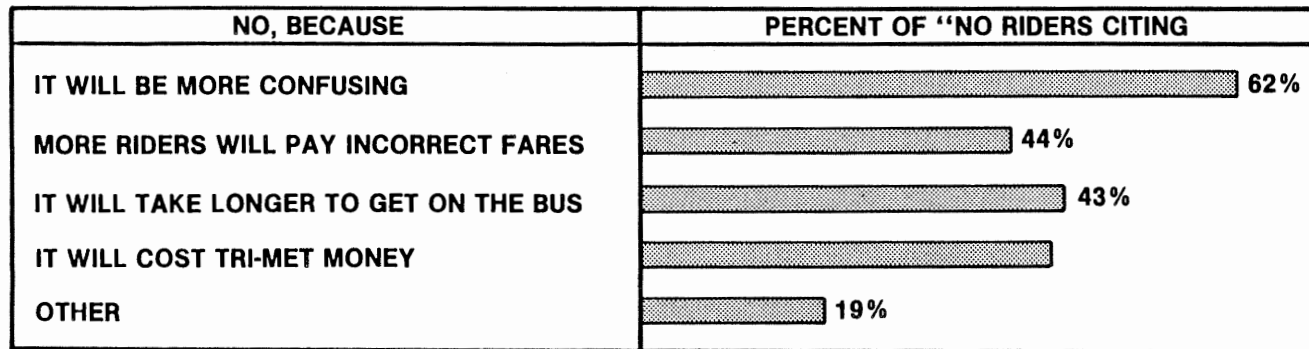 NO, BECAUSE PERCENT OF “NO RIDERS CITING
IT WILL BE MORE CONFUSING 62%
MORE RIDERS WILL PAY INCORRECT FARES 44%
IT WILL TAKE LONGER TO GET ON THE BUS 43%
IT WILL COST TRI-MET MONEY
OTHER 19%